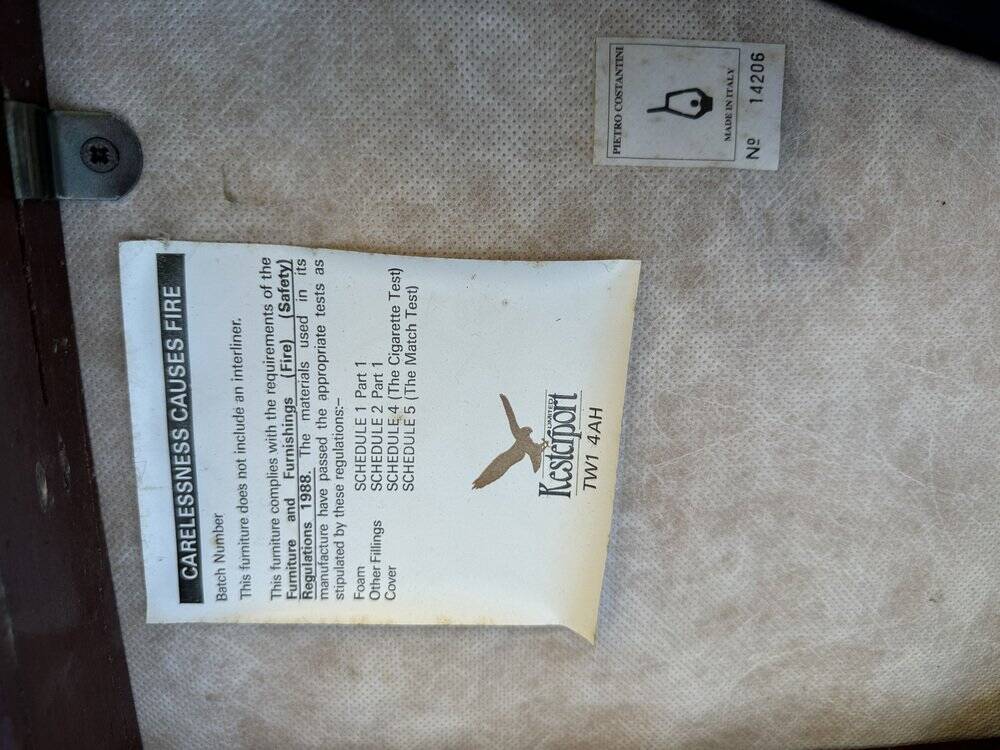 CARELESSNESS CAUSES FIRE
Batch Number
This furniture does not include an interliner.
This furniture complies with the requirements of the
Furniture and Furnishings (Fire) (Safety)
Regulations 1988. The materials used in its
manufacture have passed the appropriate tests as
stipulated by these regulations:–
Foam SCHEDULE 1 Part 1
Other Fillings SCHEDULE 2 Part 1
Cover SCHEDULE 4 (The Cigarette Test)
SCHEDULE 5 (The Match Test)
LIMITED
Kesterport
TW1 4AH
PIETRO COSTANTINI
MADE IN ITALY
Nº 14206